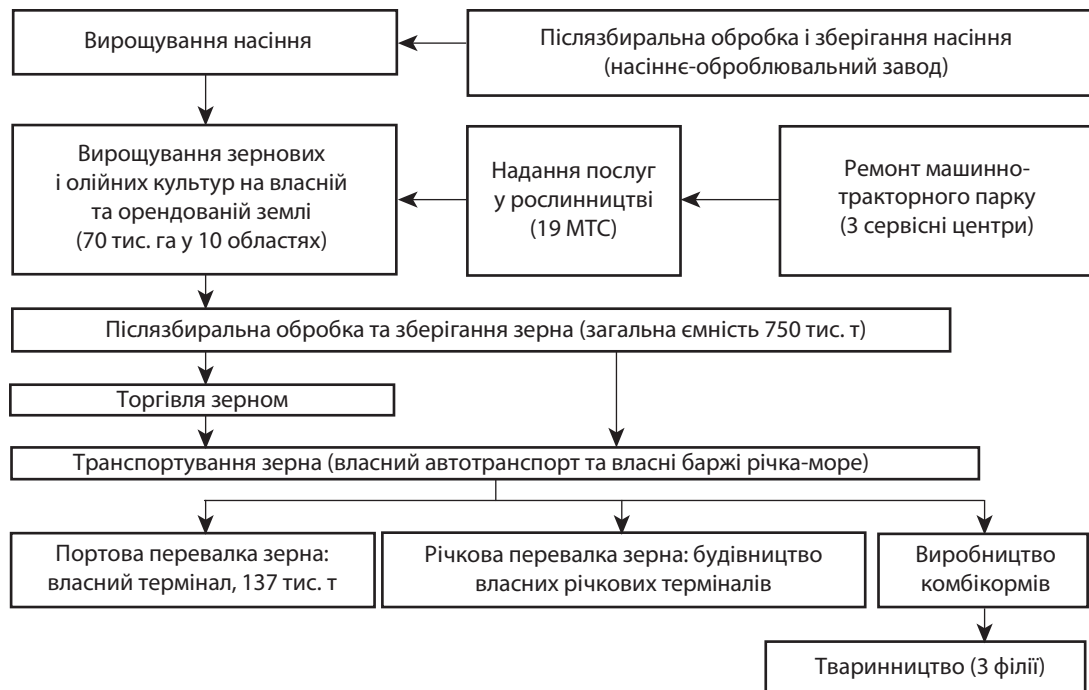 Вирощування насіння
Післязбиральна обробка і зберігання насіння
(насіннє-оброблювальний завод)
Вирощування зернових
і олійних культур на власній
та орендованій землі
(70 тис. га у 10 областях)
Надання послуг
у рослинництві
(19 МТС)
Ремонт машинно-
тракторного парку
(3 сервісні центри)
Післязбиральна обробка та зберігання зерна (загальна ємність 750 тис. т)
Торгівля зерном
Транспортування зерна (власний автотранспорт та власні баржі річка-море)
Портова перевалка зерна:
власний термінал, 137 тис. т
Річкова перевалка зерна: будівництво
власних річкових терміналів
Виробництво
комбікормів
Тваринництво (3 філії)